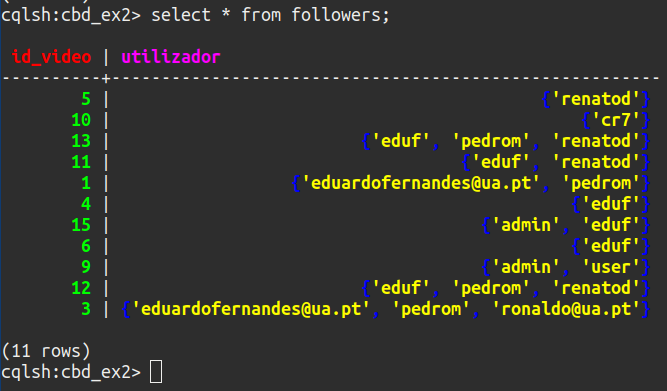 cqlsh:cbd_ex2> select * from followers;
id_video | utilizador
----------+-----------------------------------------------------
5 | {'renatod'}
10 | {'cr7'}
13 | {'eduf', 'pedrom', 'renatod'}
11 | {'eduf', 'renatod'}
1 | {'eduardofernandes@ua.pt', 'pedrom'}
4 | {'eduf'}
15 | {'admin', 'eduf'}
6 | {'eduf'}
9 | {'admin', 'user'}
12 | {'eduf', 'pedrom', 'renatod'}
3 | {'eduardofernandes@ua.pt', 'pedrom', 'ronaldo@ua.pt'}
(11 rows)
cqlsh:cbd_ex2>